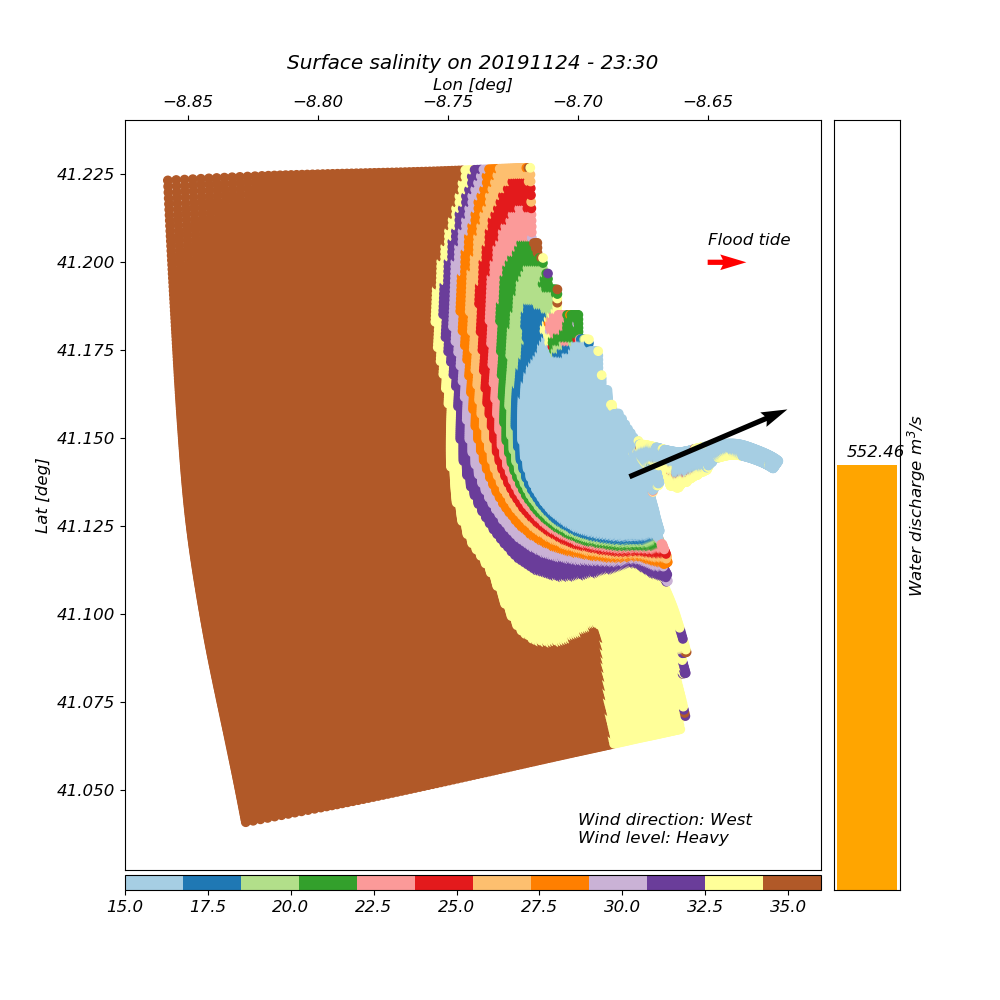 Surface salinity on 20191124 - 23:30
Lon [deg]
−8.85 −8.80 −8.75 −8.70 −8.65
41.225
41.200
41.175
41.150
41.125
41.100
41.075
41.050
Lat [deg]
Flood tide
Wind direction: West
Wind level: Heavy
15.0 17.5 20.0 22.5 25.0 27.5 30.0 32.5 35.0
552.46
Water discharge m³/s